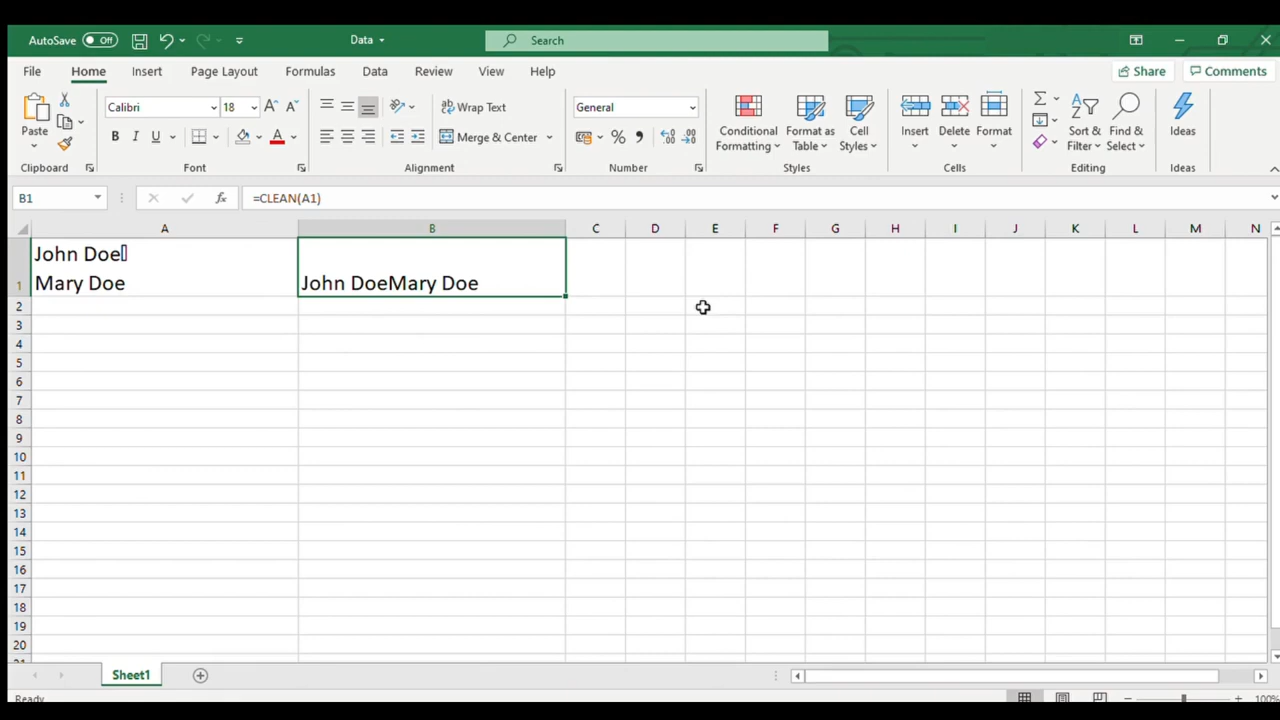 AutoSave Off Data Search
File Home Insert Page Layout Formulas Data Review View Help Share Comments
Calibri 18 Wrap Text General
Paste B I U Merge & Center Conditional Formatting Format as Table Cell Styles Insert Delete Format Sort & Filter Find & Select Ideas
Clipboard Font Alignment Number Styles Cells Editing Ideas
B1 fx =CLEAN(A1)
A B C D E F G H I J K L M N
John Doe▯
1 Mary Doe John DoeMary Doe
2
3
4
5
6
7
8
9
10
11
12
13
14
15
16
17
18
19
20
21
Sheet1
Ready 100%